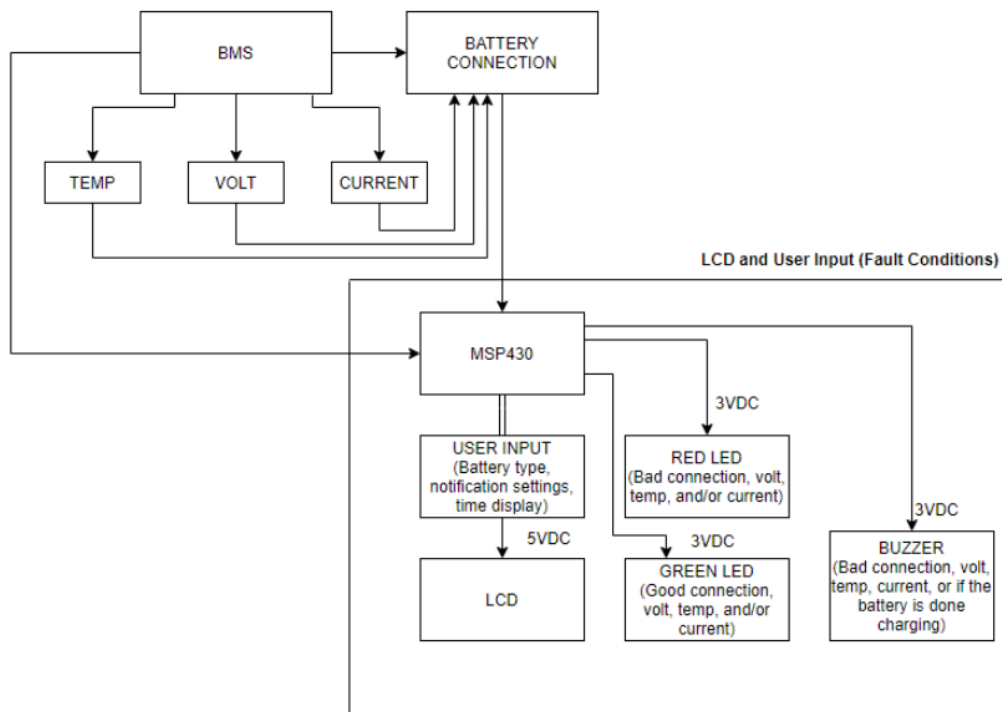 BMS
BATTERY
CONNECTION
TEMP
VOLT
CURRENT
LCD and User Input (Fault Conditions)
MSP430
3VDC
USER INPUT
(Battery type,
notification settings,
time display)
RED LED
(Bad connection, volt,
temp, and/or current)
3VDC
5VDC
3VDC
BUZZER
(Bad connection, volt,
temp, current, or if the
battery is done
charging)
LCD
GREEN LED
(Good connection,
volt, temp, and/or
current)